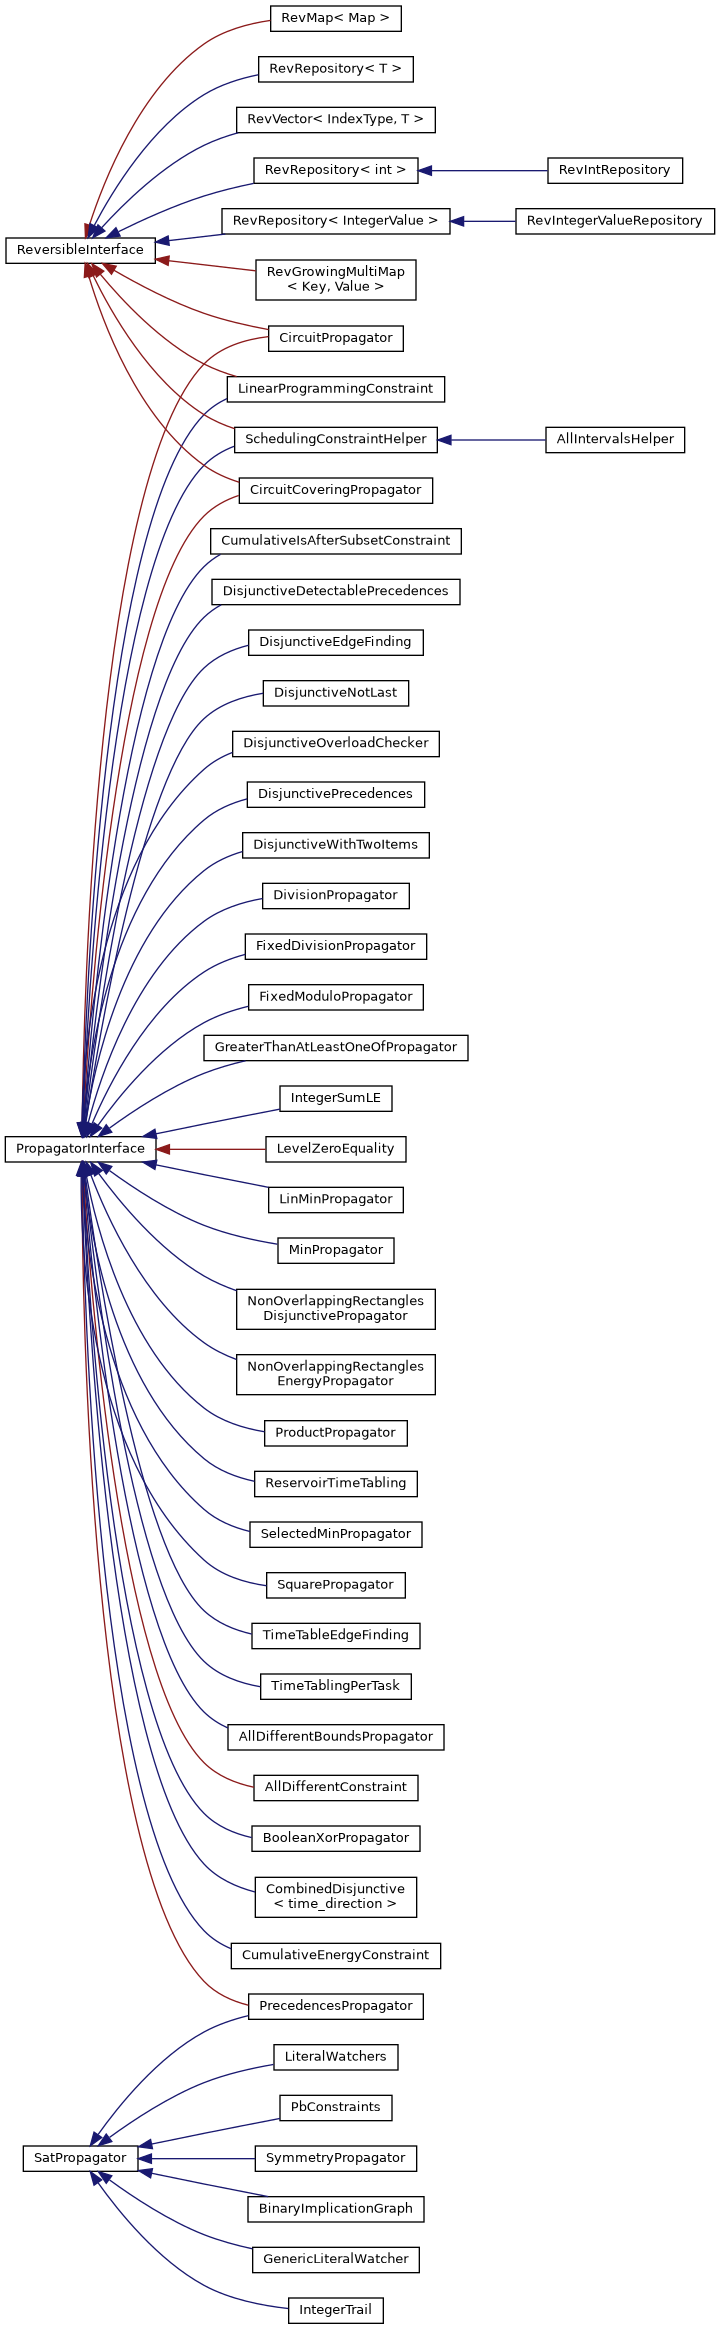 RevMap< Map >
RevRepository< T >
RevVector< IndexType, T >
RevRepository< int >
RevIntRepository
RevRepository< IntegerValue >
RevIntegerValueRepository
ReversibleInterface
RevGrowingMultiMap
< Key, Value >
CircuitPropagator
LinearProgrammingConstraint
SchedulingConstraintHelper
AllIntervalsHelper
CircuitCoveringPropagator
CumulativeIsAfterSubsetConstraint
DisjunctiveDetectablePrecedences
DisjunctiveEdgeFinding
DisjunctiveNotLast
DisjunctiveOverloadChecker
DisjunctivePrecedences
DisjunctiveWithTwoItems
DivisionPropagator
FixedDivisionPropagator
FixedModuloPropagator
GreaterThanAtLeastOneOfPropagator
IntegerSumLE
PropagatorInterface
LevelZeroEquality
LinMinPropagator
MinPropagator
NonOverlappingRectangles
DisjunctivePropagator
NonOverlappingRectangles
EnergyPropagator
ProductPropagator
ReservoirTimeTabling
SelectedMinPropagator
SquarePropagator
TimeTableEdgeFinding
TimeTablingPerTask
AllDifferentBoundsPropagator
AllDifferentConstraint
BooleanXorPropagator
CombinedDisjunctive
< time_direction >
CumulativeEnergyConstraint
PrecedencesPropagator
LiteralWatchers
PbConstraints
SatPropagator
SymmetryPropagator
BinaryImplicationGraph
GenericLiteralWatcher
IntegerTrail